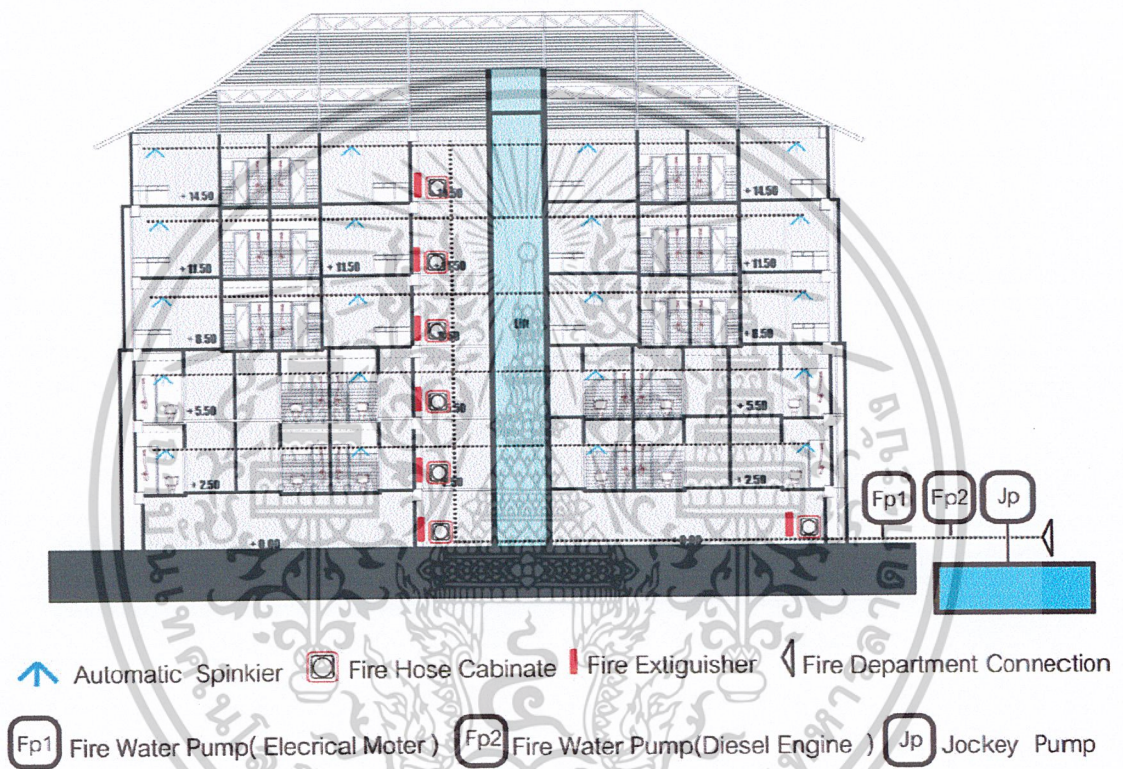 + 14.50 14.50 + 14.50
+ 11.50 + 11.50 + 11.50
Lift
+ 8.50 + 8.50
+ 5.50 + 5.50
+ 2.50 + 2.50
Fp1 Fp2 Jp
+ 0.00
Automatic Spinkier Fire Hose Cabinate Fire Extiguisher Fire Department Connection
Fp1 Fire Water Pump( Elecrical Moter ) Fp2 Fire Water Pump(Diesel Engine ) Jp Jockey Pump